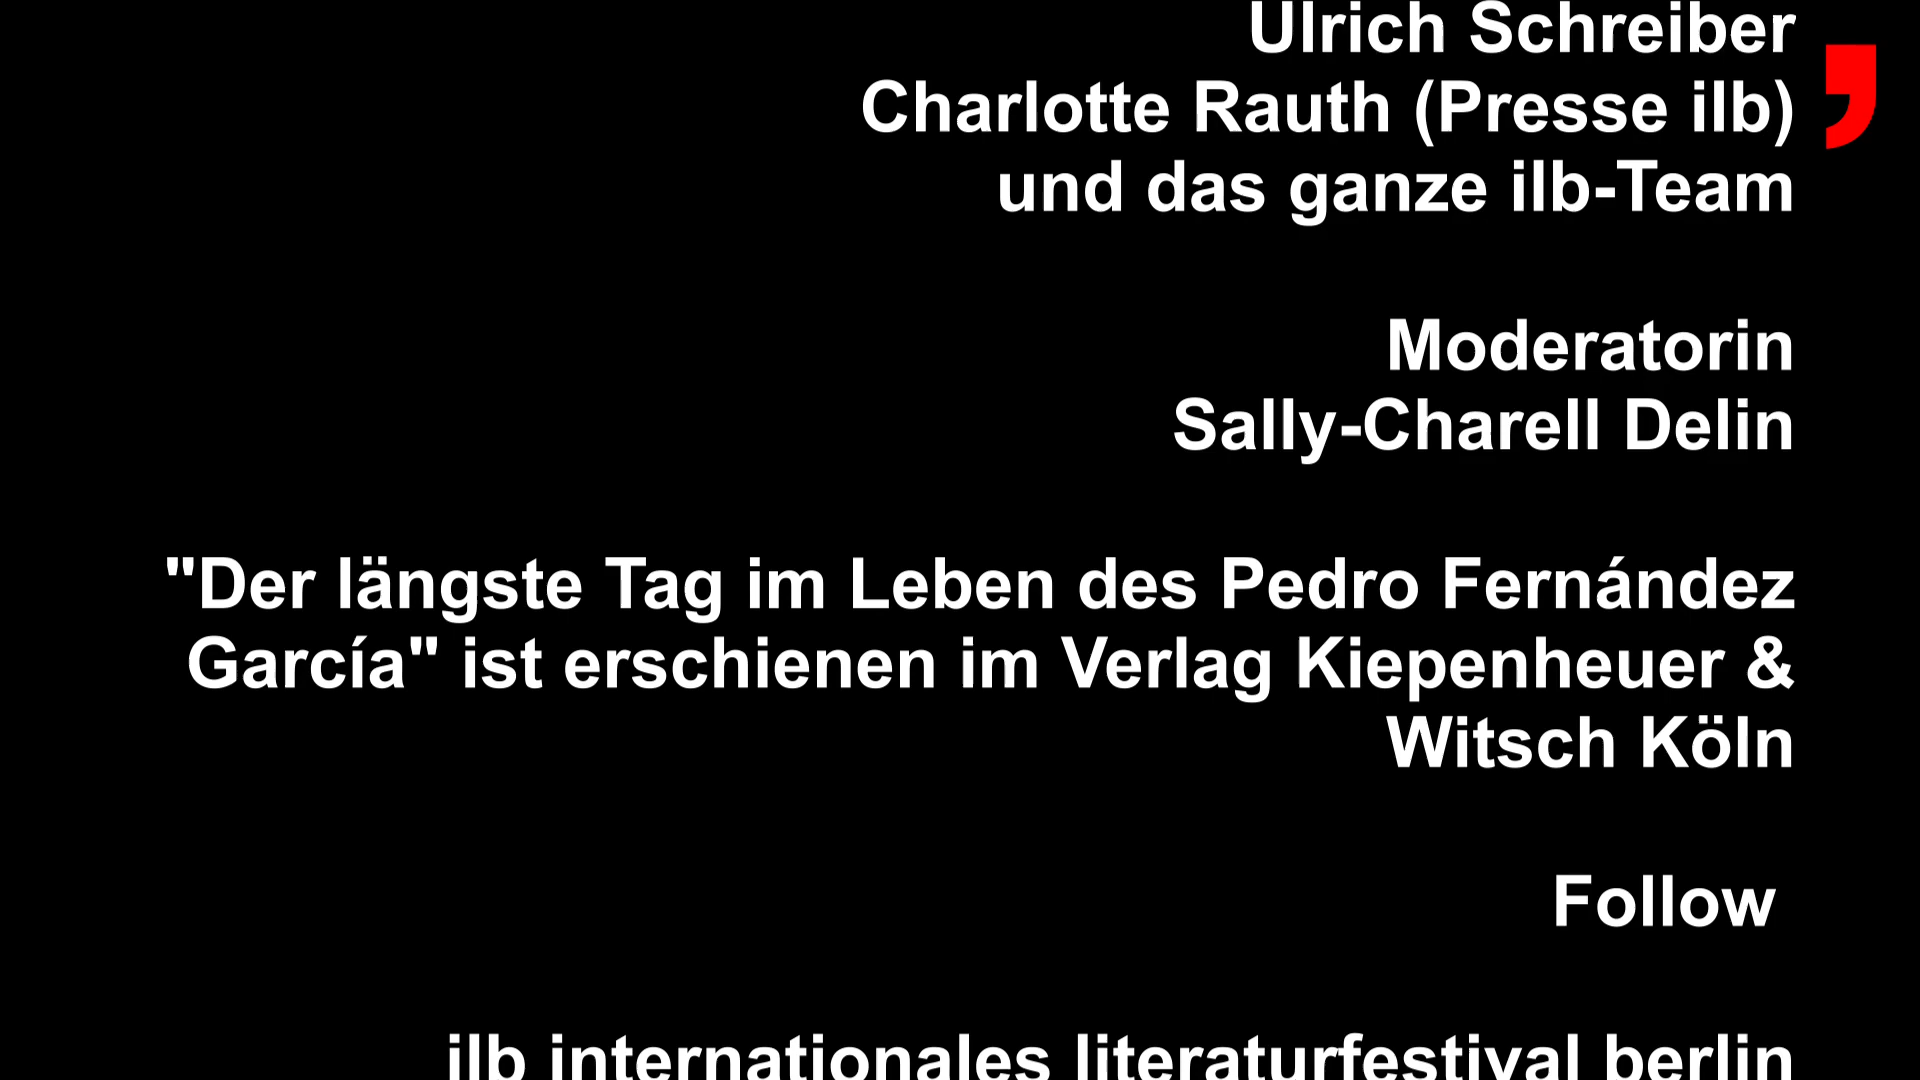 Ulrich Schreiber
Charlotte Rauth (Presse ilb)
und das ganze ilb-Team
Moderatorin
Sally-Charell Delin
"Der längste Tag im Leben des Pedro Fernández
García" ist erschienen im Verlag Kiepenheuer &
Witsch Köln
Follow
ilb internationales literaturfestival berlin